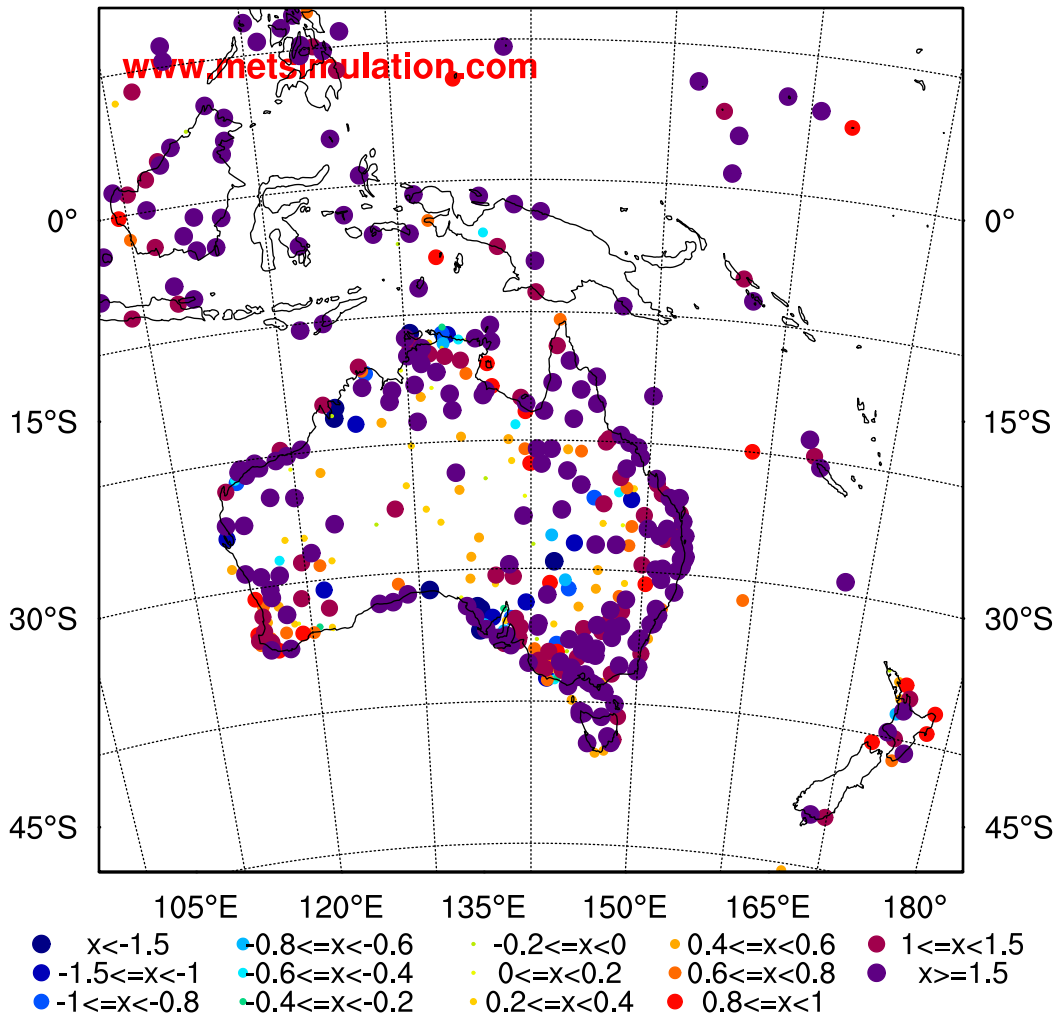 www.metsimulation.com
0° 0°
15°S 15°S
30°S 30°S
45°S 45°S
105°E 120°E 135°E 150°E 165°E 180°
x<-1.5 -0.8<=x<-0.6 -0.2<=x<0 0.4<=x<0.6 1<=x<1.5
-1.5<=x<-1 -0.6<=x<-0.4 0<=x<0.2 0.6<=x<0.8 x>=1.5
-1<=x<-0.8 -0.4<=x<-0.2 0.2<=x<0.4 0.8<=x<1